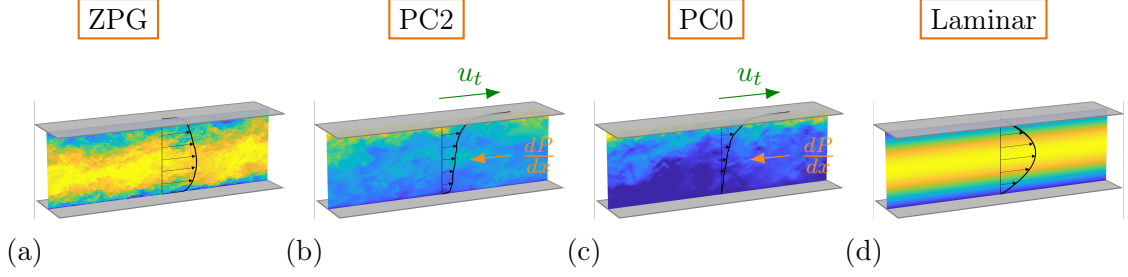 ZPG
PC2
PC0
Laminar
u_t
u_t
dP
dx
dP
dx
(a)
(b)
(c)
(d)